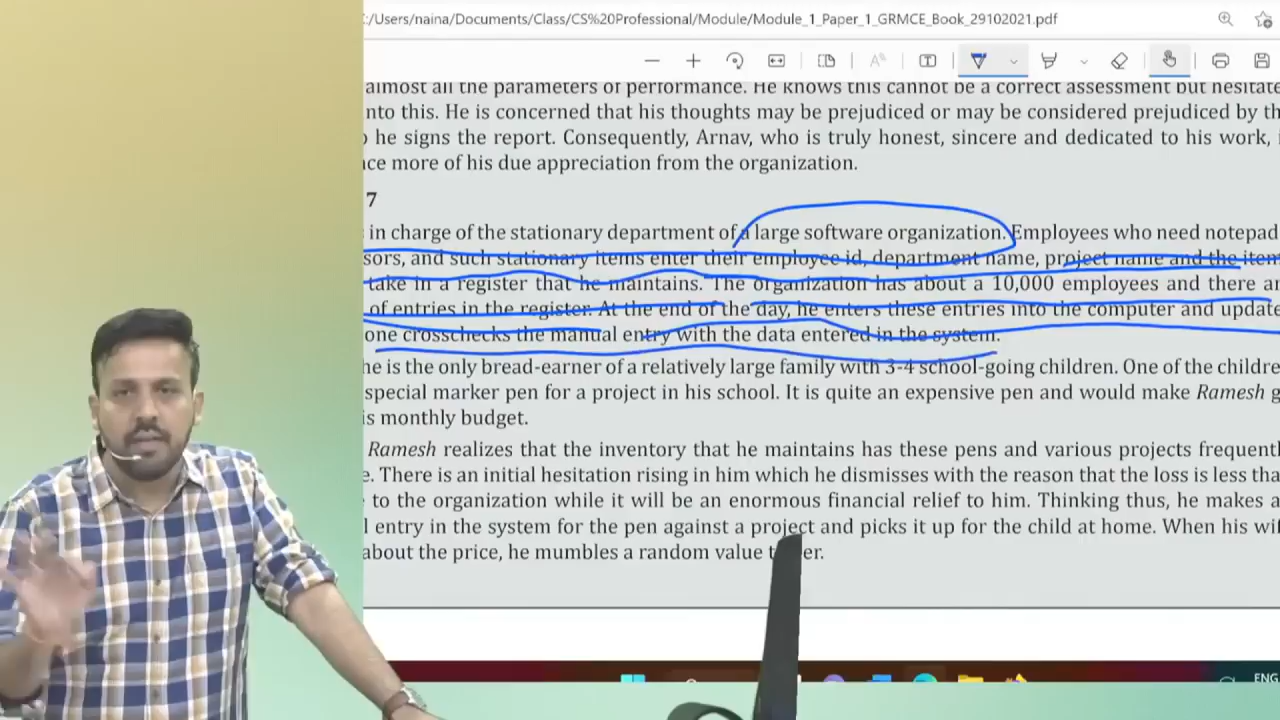 :/Users/naina/Documents/Class/CS%20Professional/Module/Module_1_Paper_1_GRMCE_Book_29102021.pdf
almost all the parameters of performance. He knows this cannot be a correct assessment but hesitate
nto this. He is concerned that his thoughts may be prejudiced or may be considered prejudiced by th
he signs the report. Consequently, Arnav, who is truly honest, sincere and dedicated to his work,
ce more of his due appreciation from the organization.
7
in charge of the stationary department of a large software organization. Employees who need notepad
sors, and such stationary items enter their employee id, department name, project name and the item
take in a register that he maintains. The organization has about a 10,000 employees and there ar
of entries in the register. At the end of the day, he enters these entries into the computer and update
one crosschecks the manual entry with the data entered in the system.
he is the only bread-earner of a relatively large family with 3-4 school-going children. One of the childre
special marker pen for a project in his school. It is quite an expensive pen and would make Ramesh g
is monthly budget.
Ramesh realizes that the inventory that he maintains has these pens and various projects frequentl
e. There is an initial hesitation rising in him which he dismisses with the reason that the loss is less tha
to the organization while it will be an enormous financial relief to him. Thinking thus, he makes a
l entry in the system for the pen against a project and picks it up for the child at home. When his wif
about the price, he mumbles a random value t er.
ENG